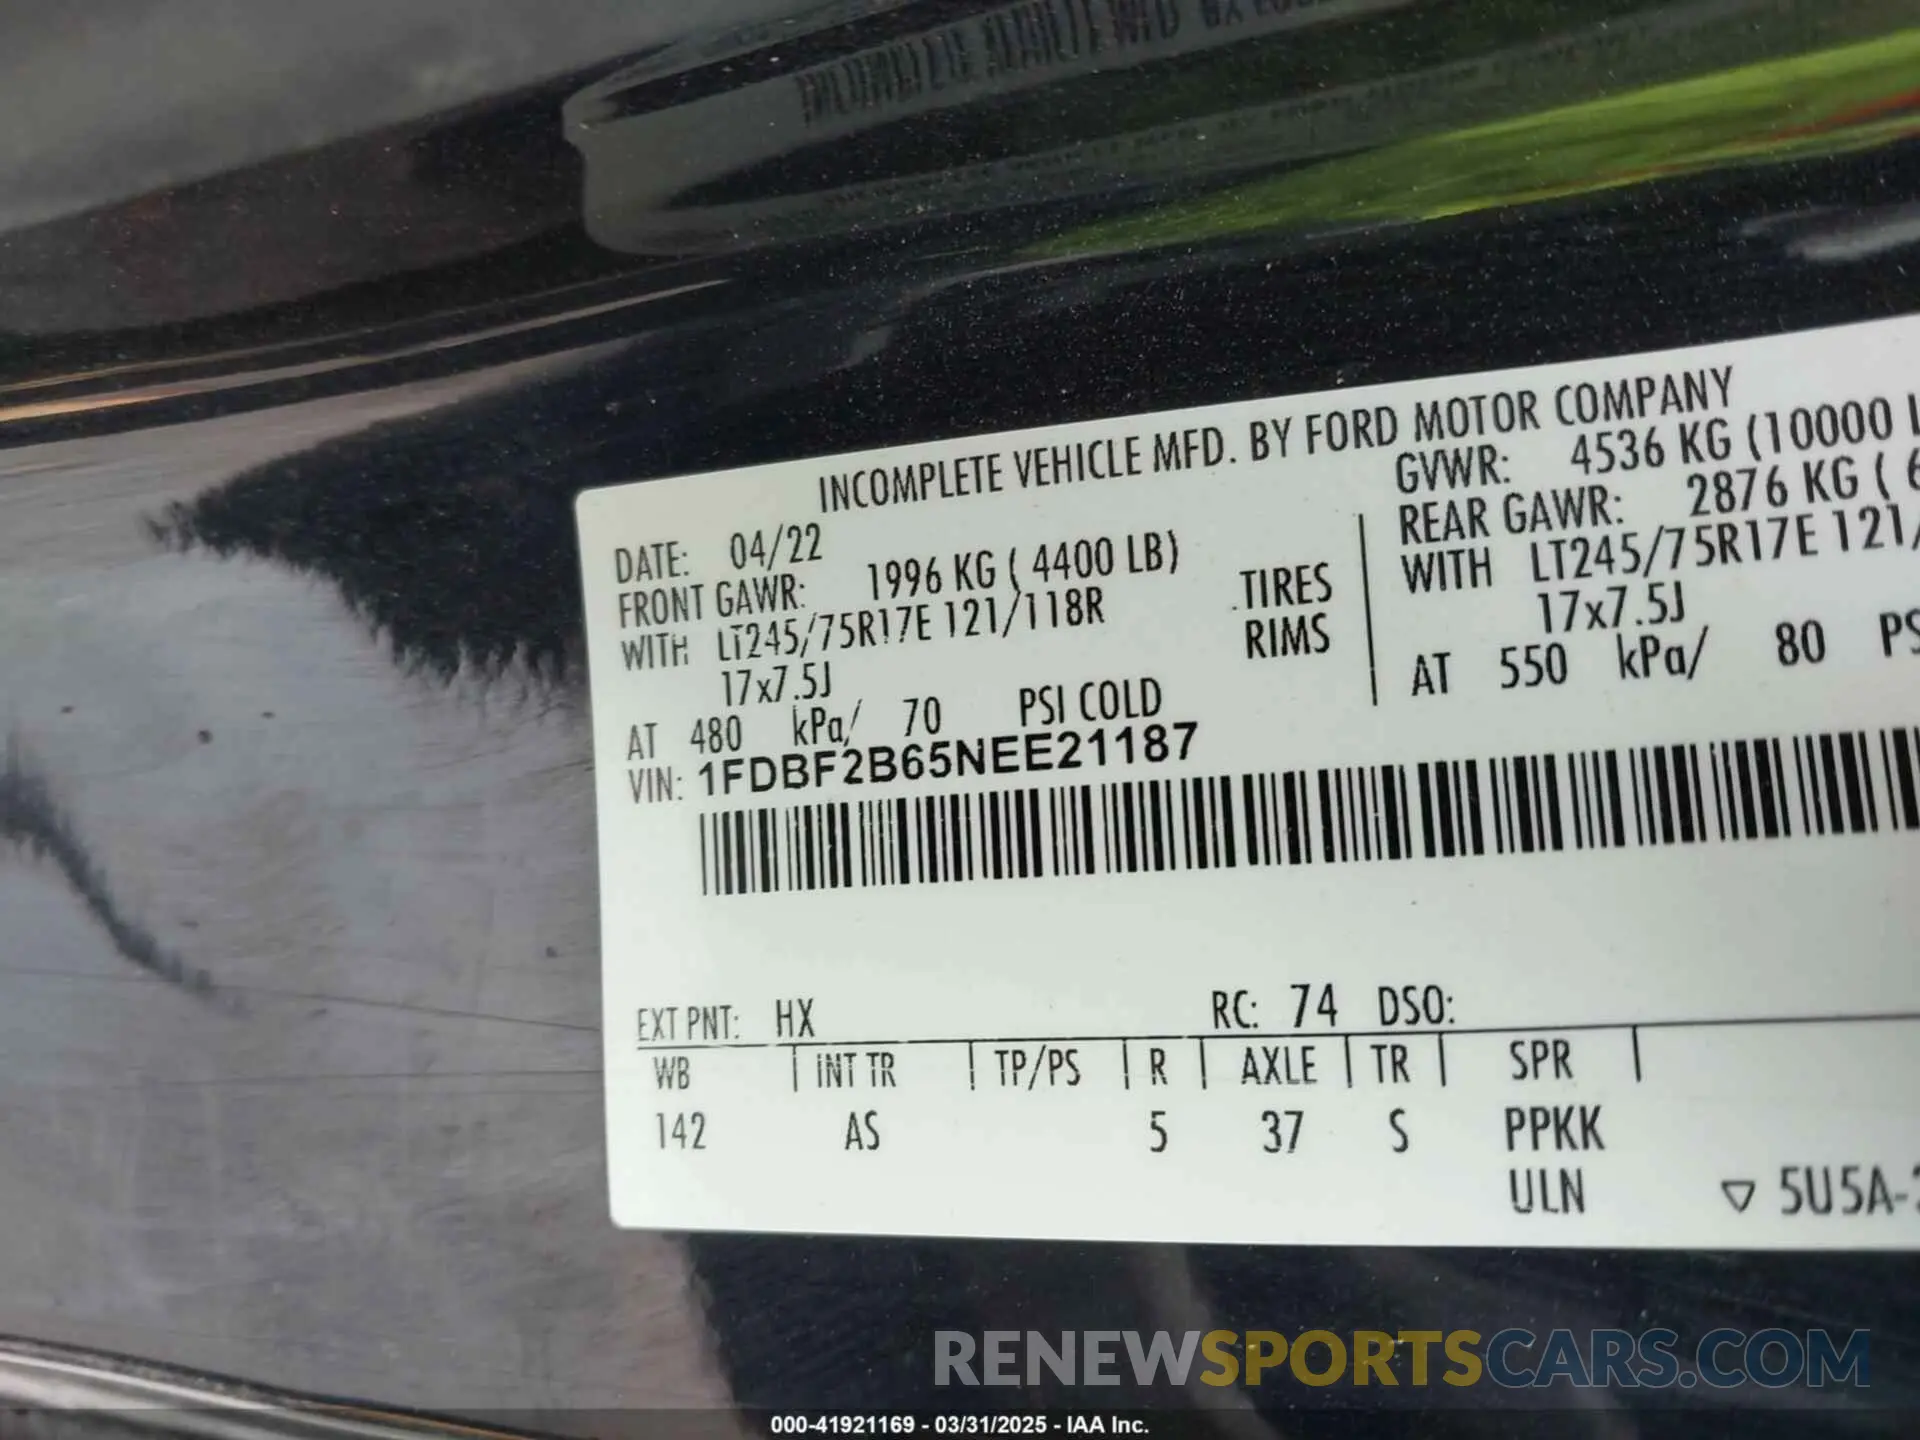 INCOMPLETE VEHICLE MFD. BY FORD MOTOR COMPANY
DATE: 04/22
GVWR: 4536 KG (10000
FRONT GAWR: 1996 KG ( 4400 LB)
REAR GAWR: 2876 KG (
WITH LT245/75R17E 121/118R TIRES
WITH LT245/75R17E 121/
17x7.5J RIMS
17x7.5J
AT 480 kPa/ 70 PSI COLD
AT 550 kPa/ 80
VIN: 1FDBF2B65NEE21187
EXT PNT: HX RC: 74 DSO:
WB INT TR TP/PS R AXLE TR SPR
142 AS 5 37 S PPKK
ULN ▽ 5U5A-
RENEWSPORTSCARS.COM
000-41921169 - 03/31/2025 - IAA Inc.